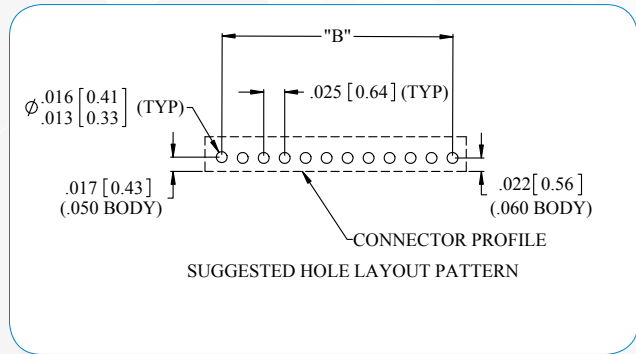 "B"
⌀ .016 [0.41] (TYP)
.013 [0.33]
.025 [0.64] (TYP)
.017 [0.43]
(.050 BODY)
.022 [0.56]
(.060 BODY)
CONNECTOR PROFILE
SUGGESTED HOLE LAYOUT PATTERN